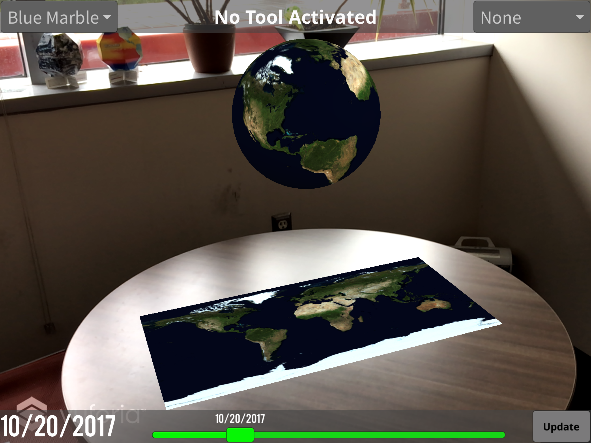 Blue Marble
No Tool Activated
None
10/20/2017
10/20/2017
Update